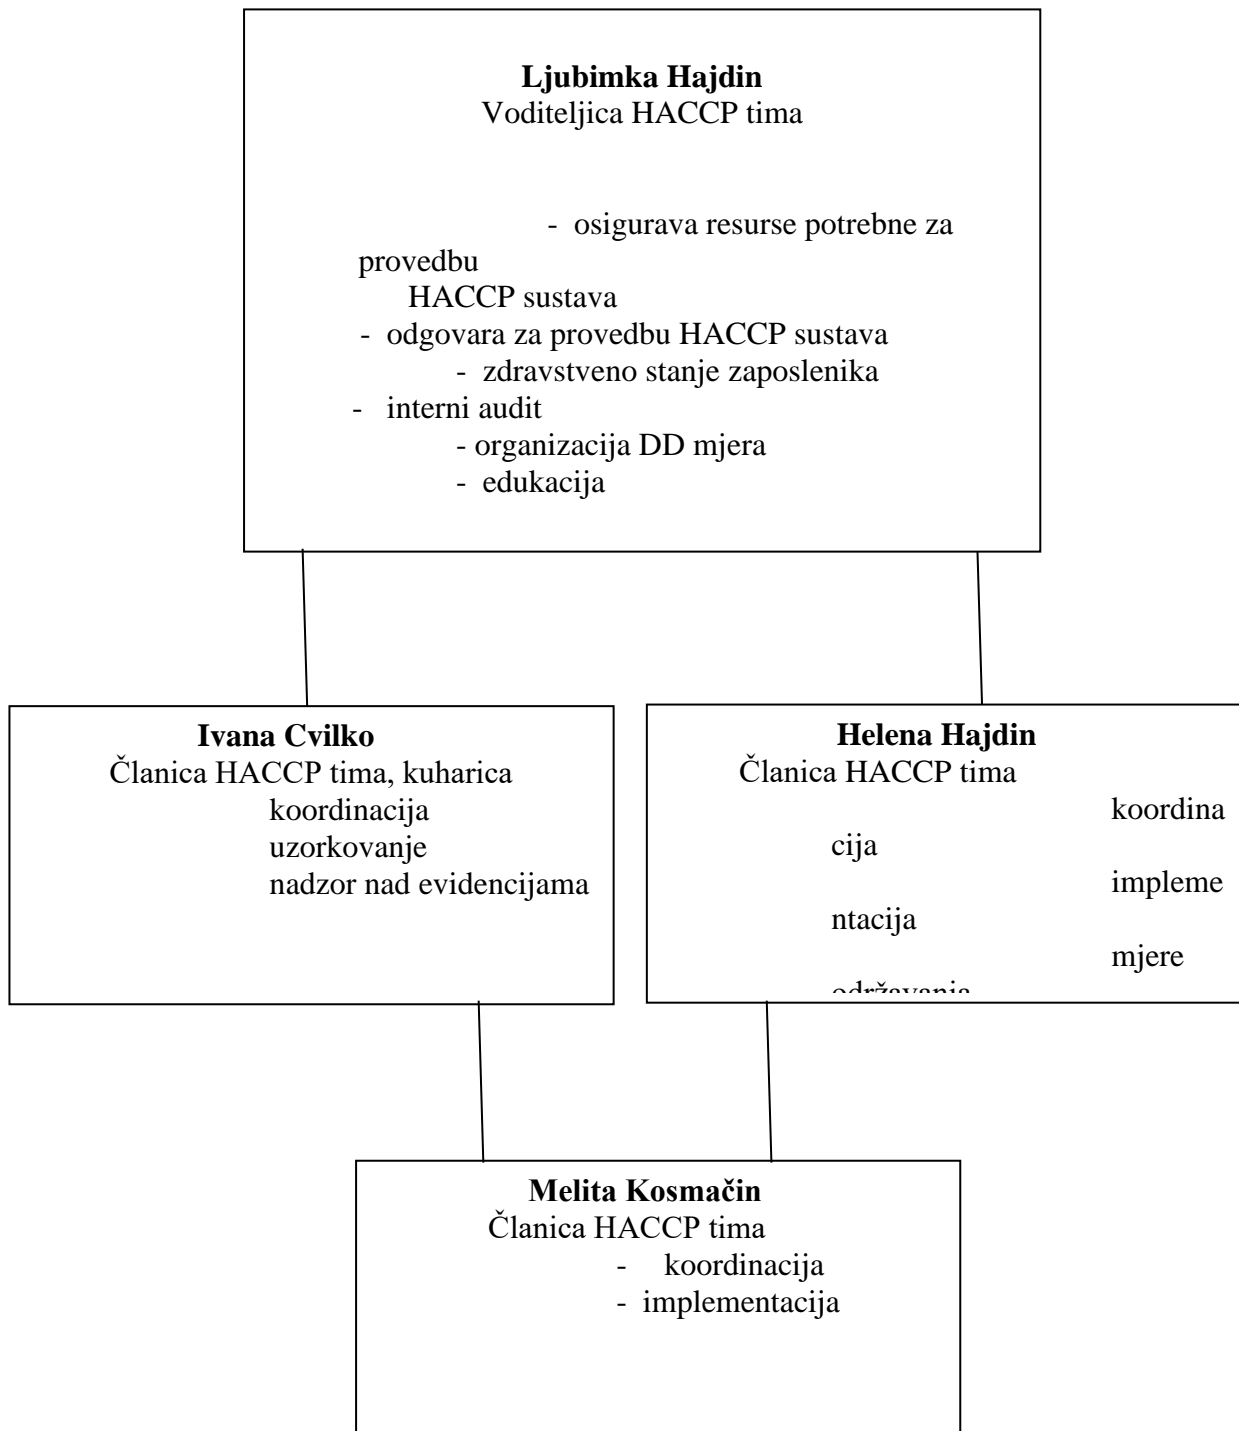 Ljubimka Hajdin
Voditeljica HACCP tima
- osigurava resurse potrebne za
provedbu
HACCP sustava
- odgovara za provedbu HACCP sustava
- zdravstveno stanje zaposlenika
- interni audit
- organizacija DD mjera
- edukacija
Ivana Cvilko
Članica HACCP tima, kuharica
koordinacija
uzorkovanje
nadzor nad evidencijama
Helena Hajdin
Članica HACCP tima
koordina
cija
impleme
ntacija
mjere
održavanja
Melita Kosmačin
Članica HACCP tima
- koordinacija
- implementacija